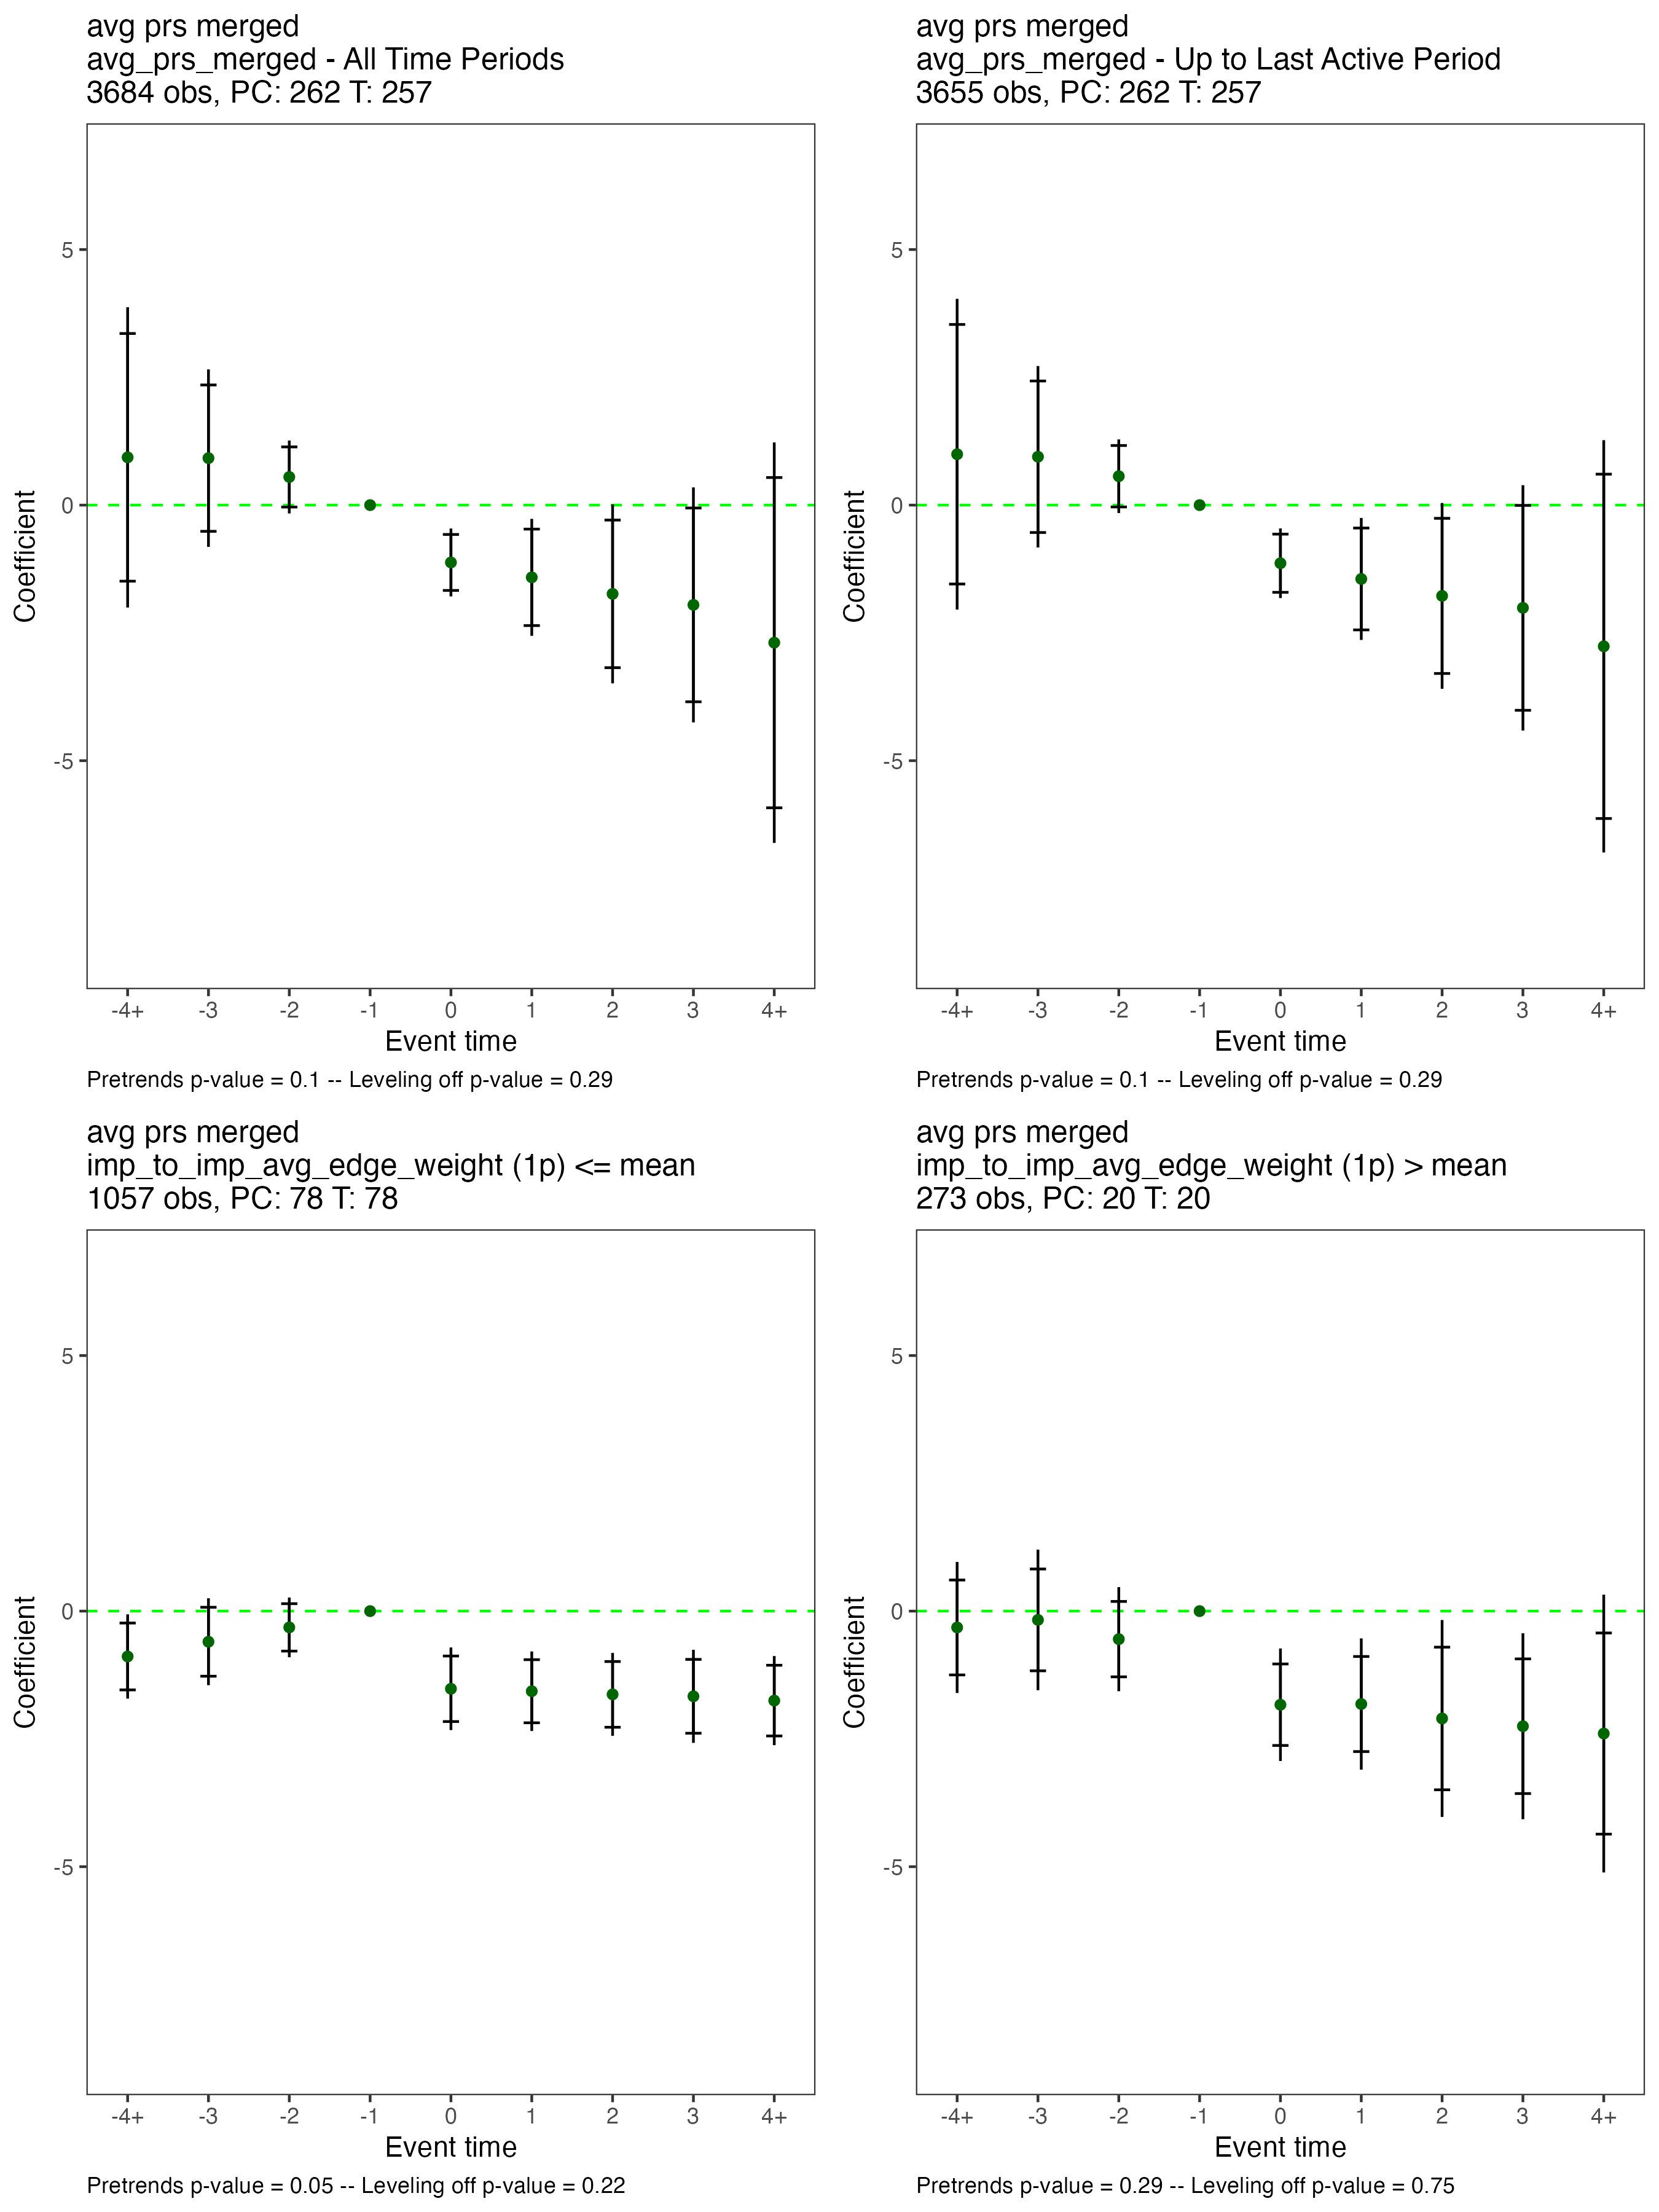 avg prs merged
avg_prs_merged - All Time Periods
3684 obs, PC: 262 T: 257
5
0
-5
Coefficient
-4+ -3 -2 -1 0 1 2 3 4+
Event time
Pretrends p-value = 0.1 -- Leveling off p-value = 0.29
avg prs merged
avg_prs_merged - Up to Last Active Period
3655 obs, PC: 262 T: 257
5
0
-5
Coefficient
-4+ -3 -2 -1 0 1 2 3 4+
Event time
Pretrends p-value = 0.1 -- Leveling off p-value = 0.29
avg prs merged
imp_to_imp_avg_edge_weight (1p) <= mean
1057 obs, PC: 78 T: 78
5
0
-5
Coefficient
-4+ -3 -2 -1 0 1 2 3 4+
Event time
Pretrends p-value = 0.05 -- Leveling off p-value = 0.22
avg prs merged
imp_to_imp_avg_edge_weight (1p) > mean
273 obs, PC: 20 T: 20
5
0
-5
Coefficient
-4+ -3 -2 -1 0 1 2 3 4+
Event time
Pretrends p-value = 0.29 -- Leveling off p-value = 0.75